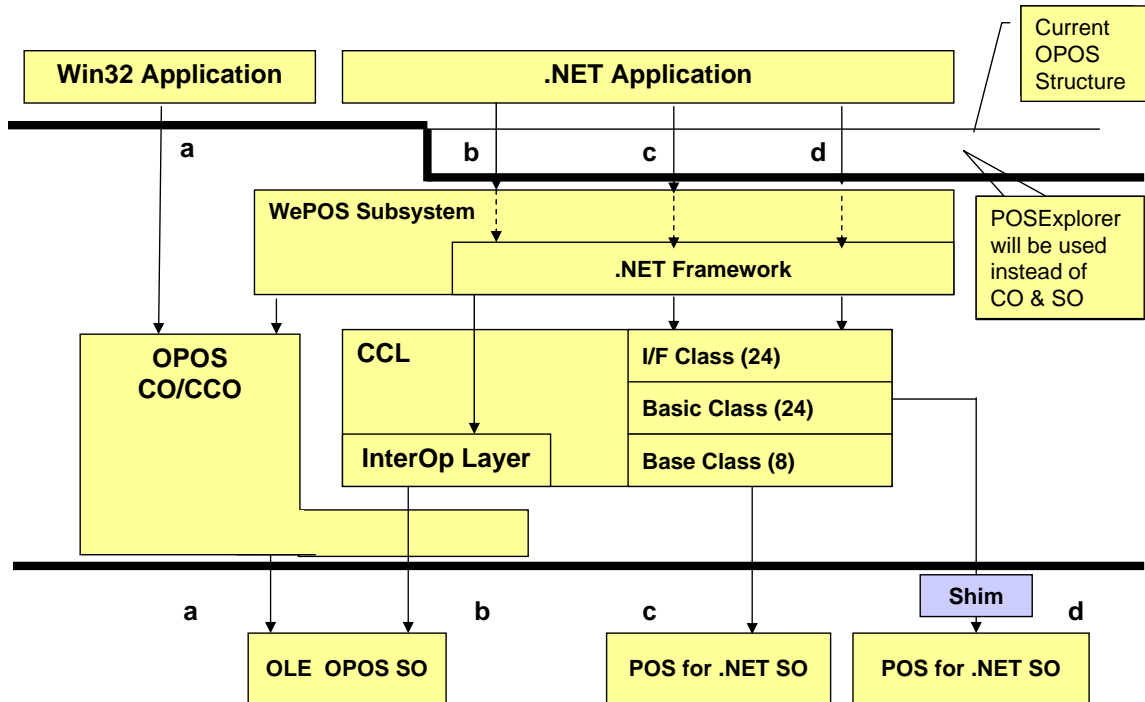 Win32 Application
.NET Application
Current
OPOS
Structure
a
b
c
d
WePOS Subsystem
.NET Framework
POSExplorer
will be used
instead of
CO & SO
OPOS
CO/CCO
CCL
I/F Class (24)
Basic Class (24)
InterOp Layer
Base Class (8)
a
b
c
Shim
d
OLE OPOS SO
POS for .NET SO
POS for .NET SO